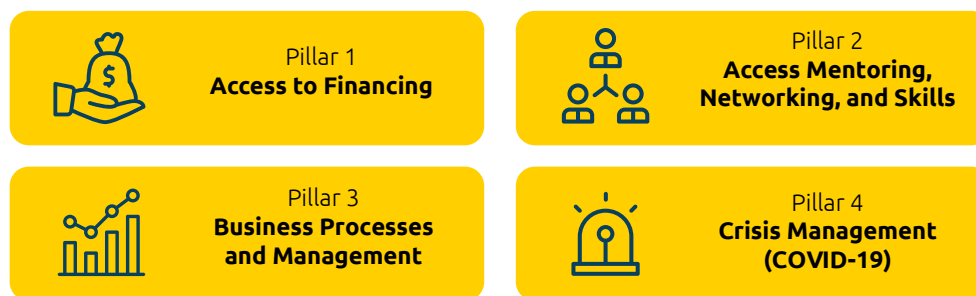 Pillar 1
Access to Financing
Pillar 2
Access Mentoring,
Networking, and Skills
Pillar 3
Business Processes
and Management
Pillar 4
Crisis Management
(COVID-19)
$